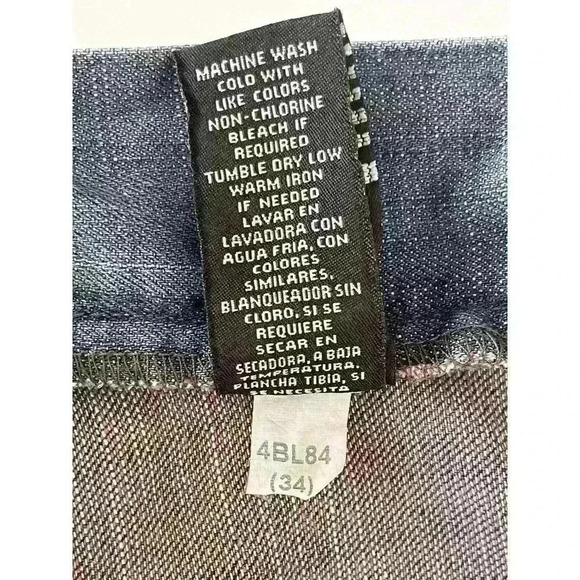 MACHINE WASH
COLD WITH
LIKE COLORS
NON-CHLORINE
BLEACH IF
REQUIRED
TUMBLE DRY LOW
WARM IRON
IF NEEDED
LAVAR EN
LAVADORA CON
AGUA FRIA, CON
COLORES
SIMILARES,
BLANQUEADOR SIN
CLORO, SI SE
REQUIERE
SECAR EN
SECADORA, A BAJA
TEMPERATURA.
PLANCHA TIBIA, SI
SE NECESITA
4BL84
(34)